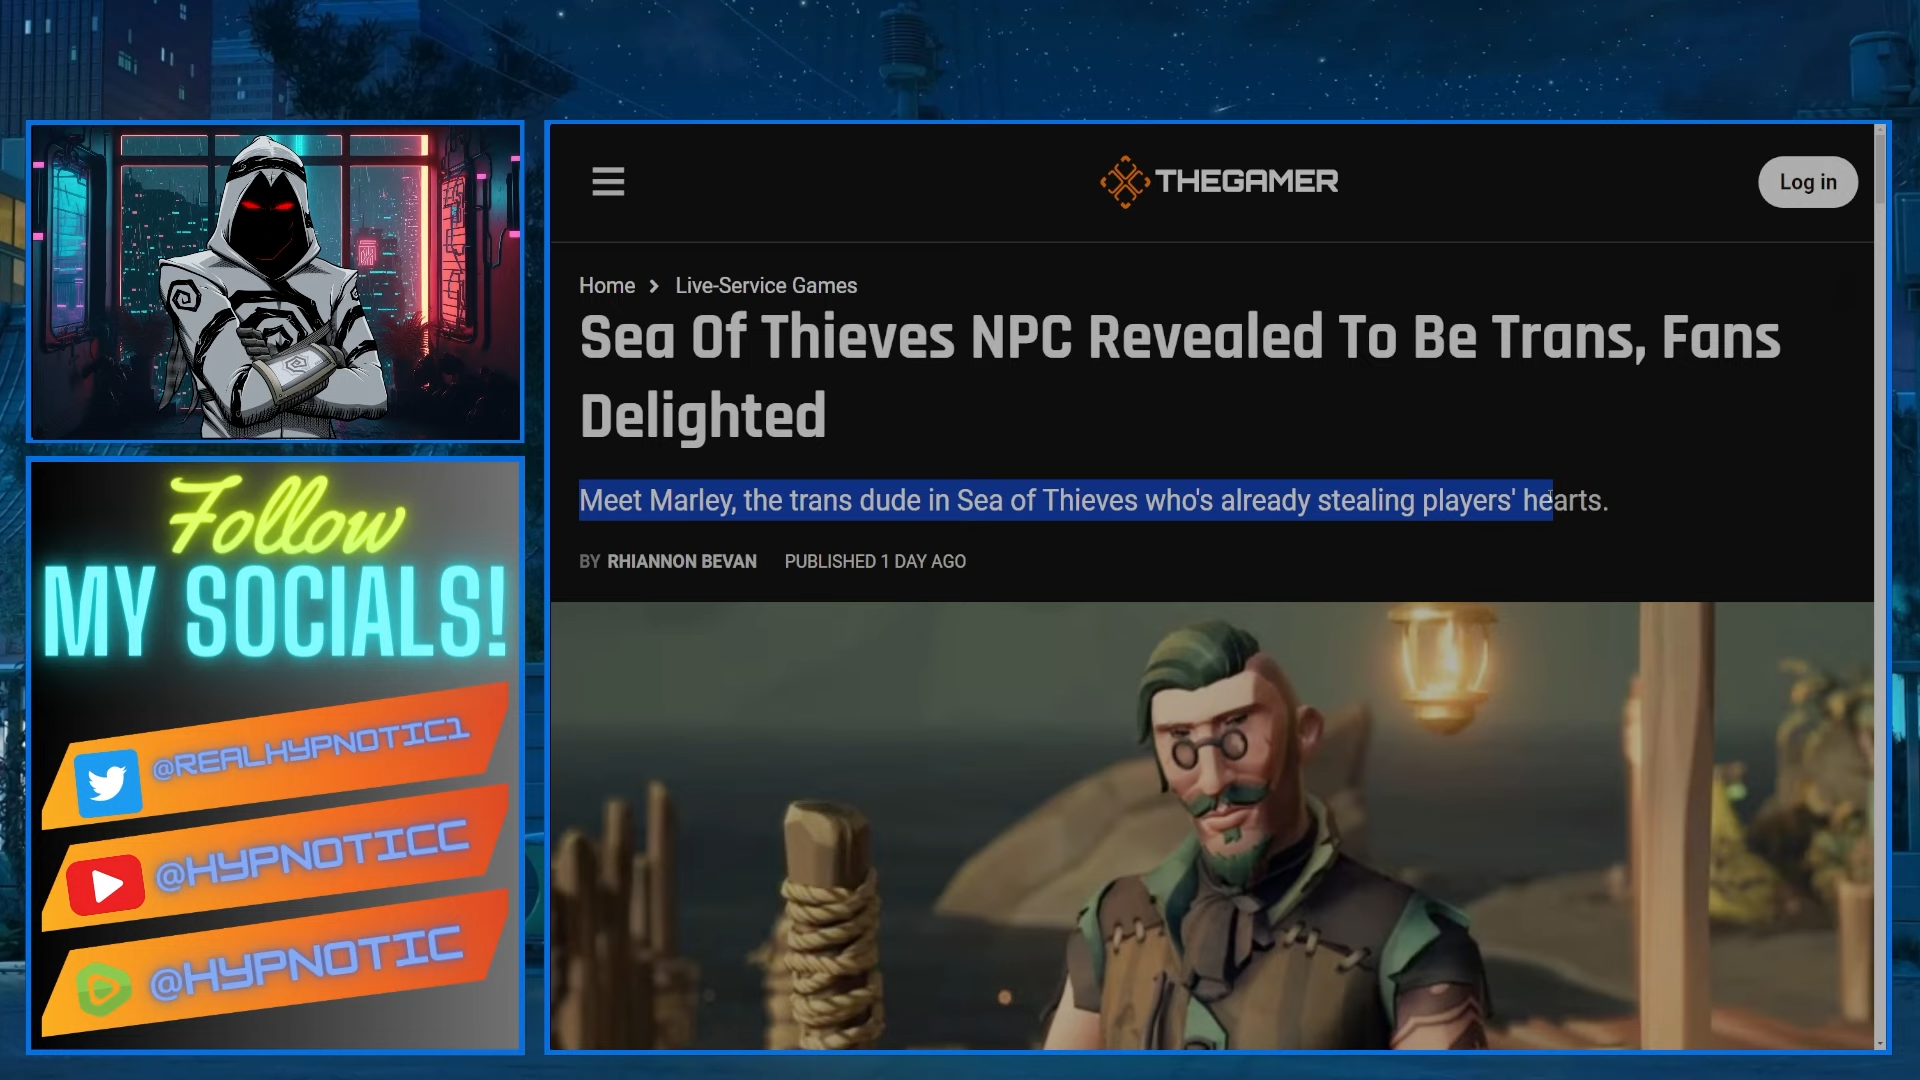 Follow
MY SOCIALS!
@REALHYPNOTIC1
@HYPNOTICC
@HYPNOTIC
THEGAMER
Log in
Home > Live-Service Games
Sea Of Thieves NPC Revealed To Be Trans, Fans
Delighted
Meet Marley, the trans dude in Sea of Thieves who's already stealing players' hearts.
BY RHIANNON BEVAN PUBLISHED 1 DAY AGO